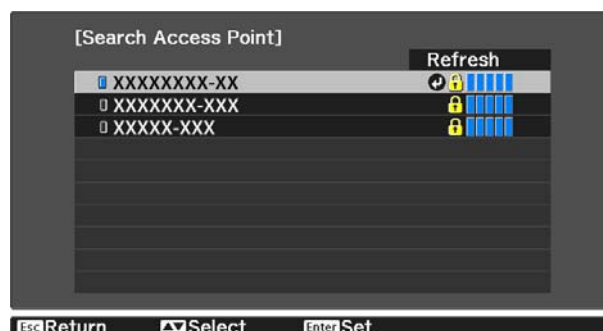 [Search Access Point]
Refresh
XXXXXXXX-XX
XXXXXXX-XXX
XXXXX-XXX
Esc Return Select Enter Set